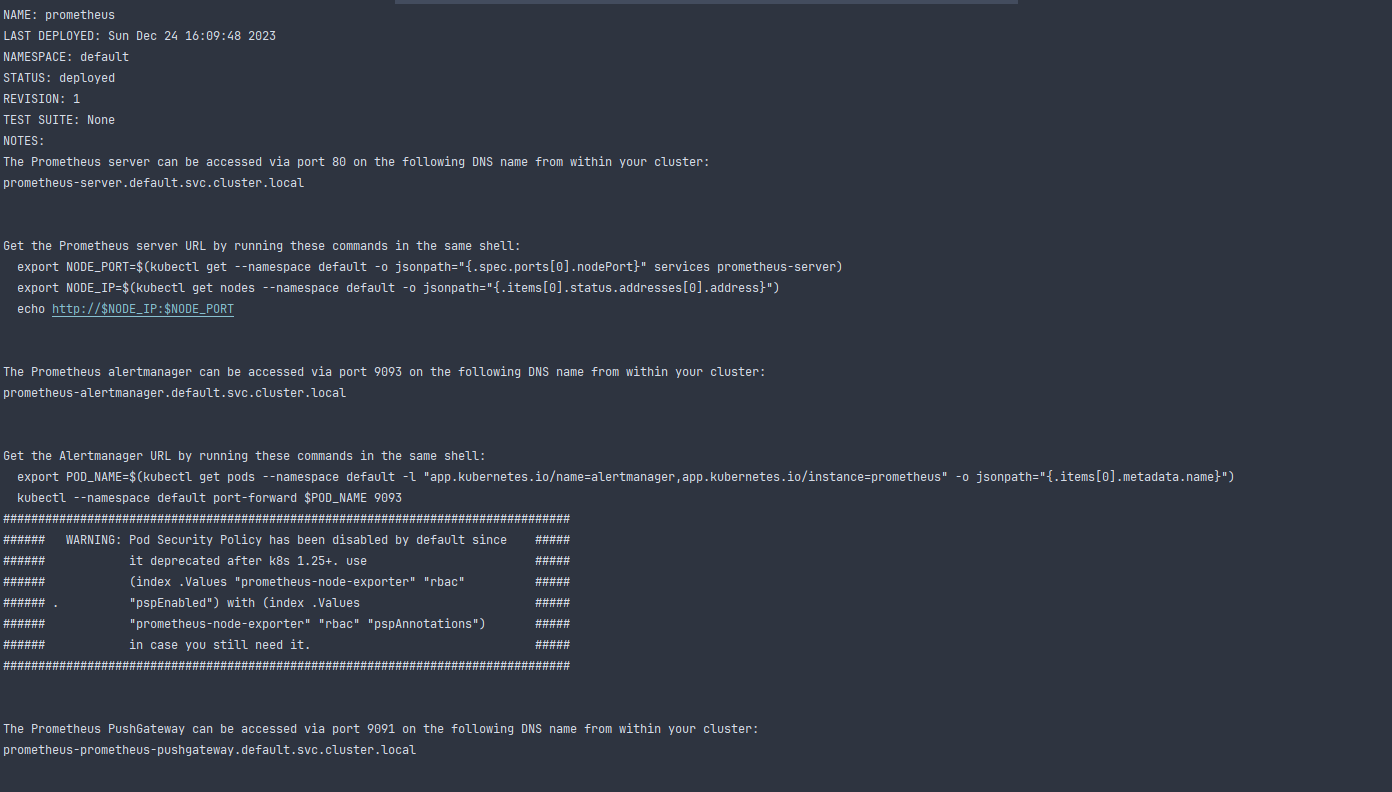 NAME: prometheus
LAST DEPLOYED: Sun Dec 24 16:09:48 2023
NAMESPACE: default
STATUS: deployed
REVISION: 1
TEST SUITE: None
NOTES:
The Prometheus server can be accessed via port 80 on the following DNS name from within your cluster:
prometheus-server.default.svc.cluster.local
Get the Prometheus server URL by running these commands in the same shell:
  export NODE_PORT=$(kubectl get --namespace default -o jsonpath="{.spec.ports[0].nodePort}" services prometheus-server)
  export NODE_IP=$(kubectl get nodes --namespace default -o jsonpath="{.items[0].status.addresses[0].address}")
  echo http://$NODE_IP:$NODE_PORT
The Prometheus alertmanager can be accessed via port 9093 on the following DNS name from within your cluster:
prometheus-alertmanager.default.svc.cluster.local
Get the Alertmanager URL by running these commands in the same shell:
  export POD_NAME=$(kubectl get pods --namespace default -l "app.kubernetes.io/name=alertmanager,app.kubernetes.io/instance=prometheus" -o jsonpath="{.items[0].metadata.name}")
  kubectl --namespace default port-forward $POD_NAME 9093
#################################################################################
######   WARNING: Pod Security Policy has been disabled by default since    #####
######            it deprecated after k8s 1.25+. use                        #####
######            (index .Values "prometheus-node-exporter" "rbac"          #####
###### .          "pspEnabled") with (index .Values                         #####
######            "prometheus-node-exporter" "rbac" "pspAnnotations")       #####
######            in case you still need it.                                #####
#################################################################################
The Prometheus PushGateway can be accessed via port 9091 on the following DNS name from within your cluster:
prometheus-prometheus-pushgateway.default.svc.cluster.local